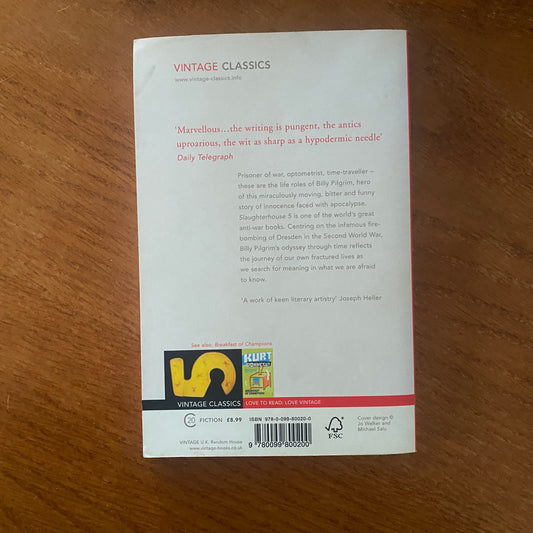 VINTAGE CLASSICS
www.vintage-classics.info
'Marvellous...the writing is pungent, the antics
uproarious, the wit as sharp as a hypodermic needle'
Daily Telegraph
Prisoner of war, optometrist, time-traveller –
these are the life roles of Billy Pilgrim, hero
of this miraculously moving, bitter and funny
story of innocence faced with apocalypse.
Slaughterhouse 5 is one of the world's great
anti-war books. Centring on the infamous fire-
bombing of Dresden in the Second World War,
Billy Pilgrim's odyssey through time reflects
the journey of our own fractured lives as
we search for meaning in what we are afraid
to know.
'A work of keen literary artistry' Joseph Heller
See also: Breakfast of Champions
5
KURT
VINTAGE CLASSICS
LOVE TO READ: LOVE VINTAGE
20 FICTION £8.99
ISBN 978-0-099-80020-0
VINTAGE U.K. Random House
www.vintage-books.co.uk
9 780099 800200
FSC
Cover design ©
Jo Walker and
Michael Salu